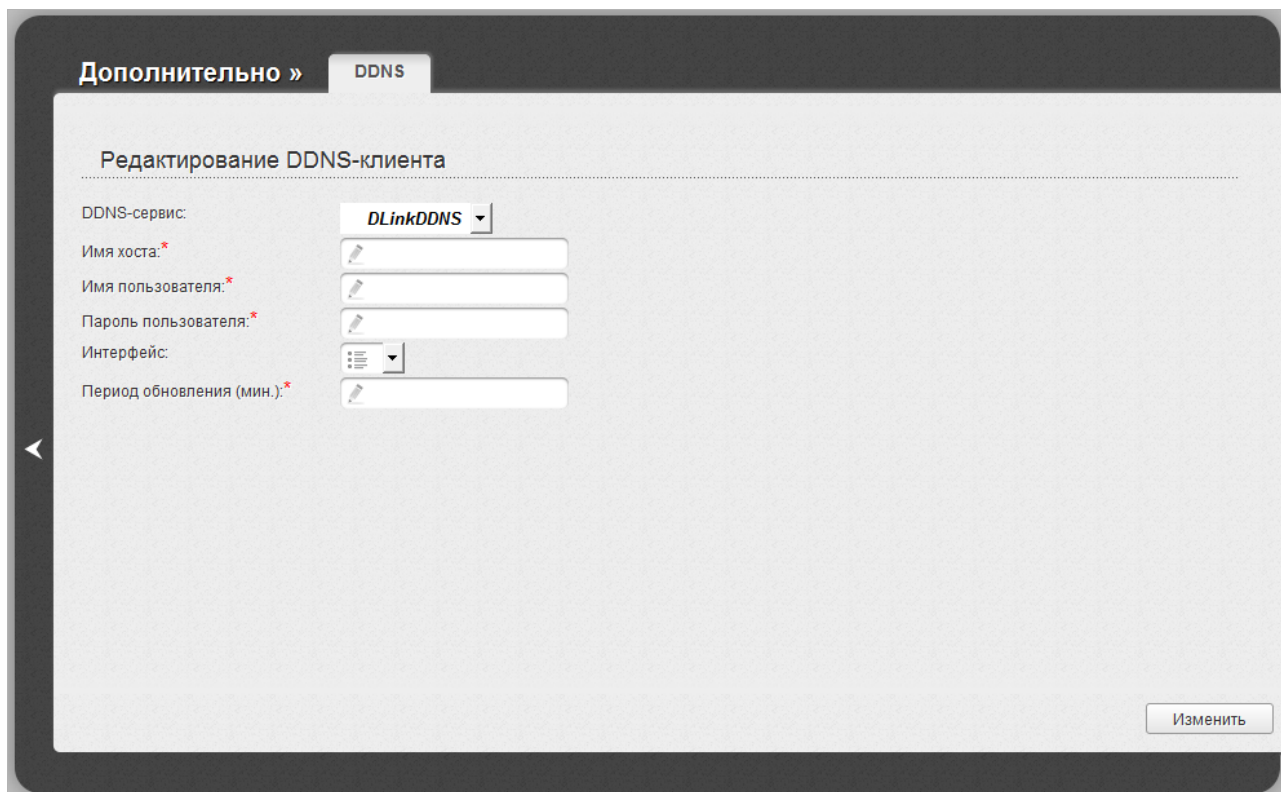 Дополнительно »
DDNS
Редактирование DDNS-клиента
DDNS-сервис: DLinkDDNS
Имя хоста:*
Имя пользователя:*
Пароль пользователя:*
Интерфейс:
Период обновления (мин.):*
Изменить